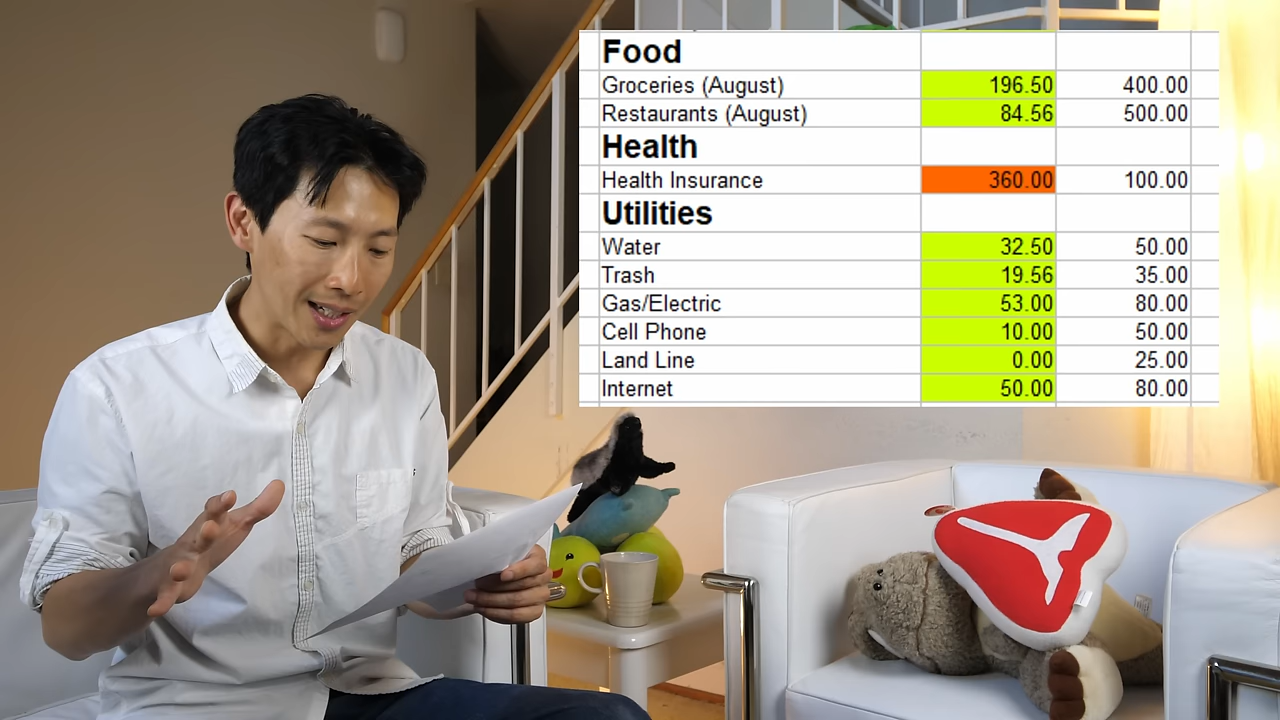 Food
Groceries (August) 196.50 400.00
Restaurants (August) 84.56 500.00
Health
Health Insurance 360.00 100.00
Utilities
Water 32.50 50.00
Trash 19.56 35.00
Gas/Electric 53.00 80.00
Cell Phone 10.00 50.00
Land Line 0.00 25.00
Internet 50.00 80.00